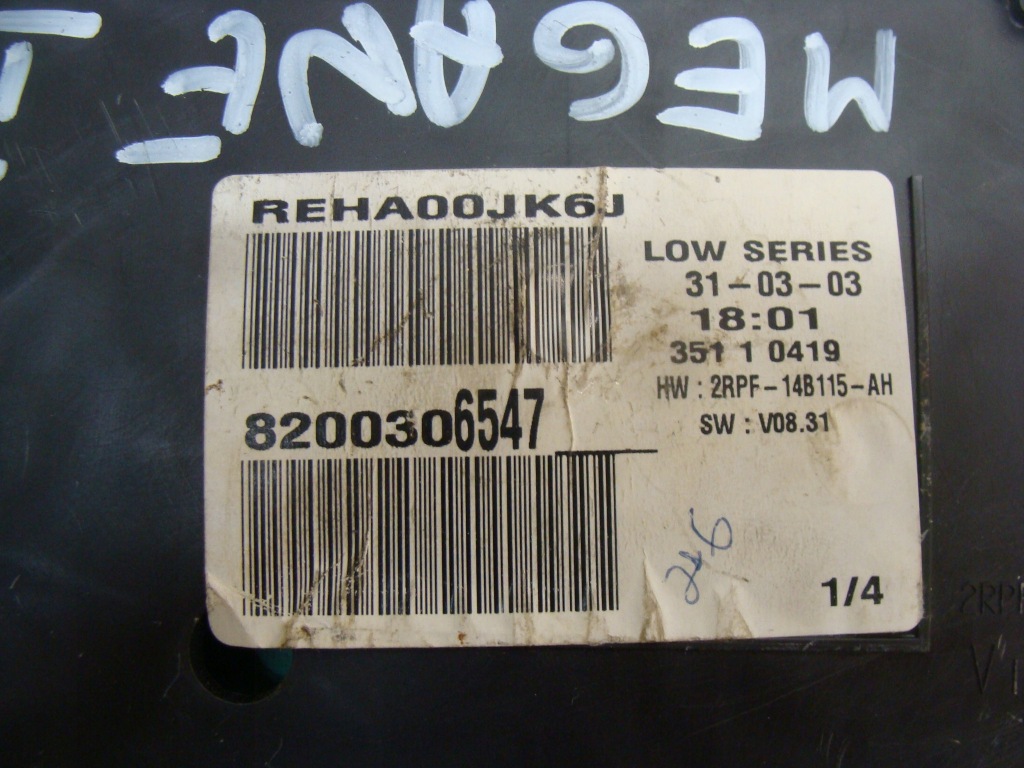 MEGANE
REHA00JK6J
LOW SERIES
31-03-03
18:01
351 1 0419
HW : 2RPF-14B115-AH
SW : V08.31
8200306547
1/4
2RP